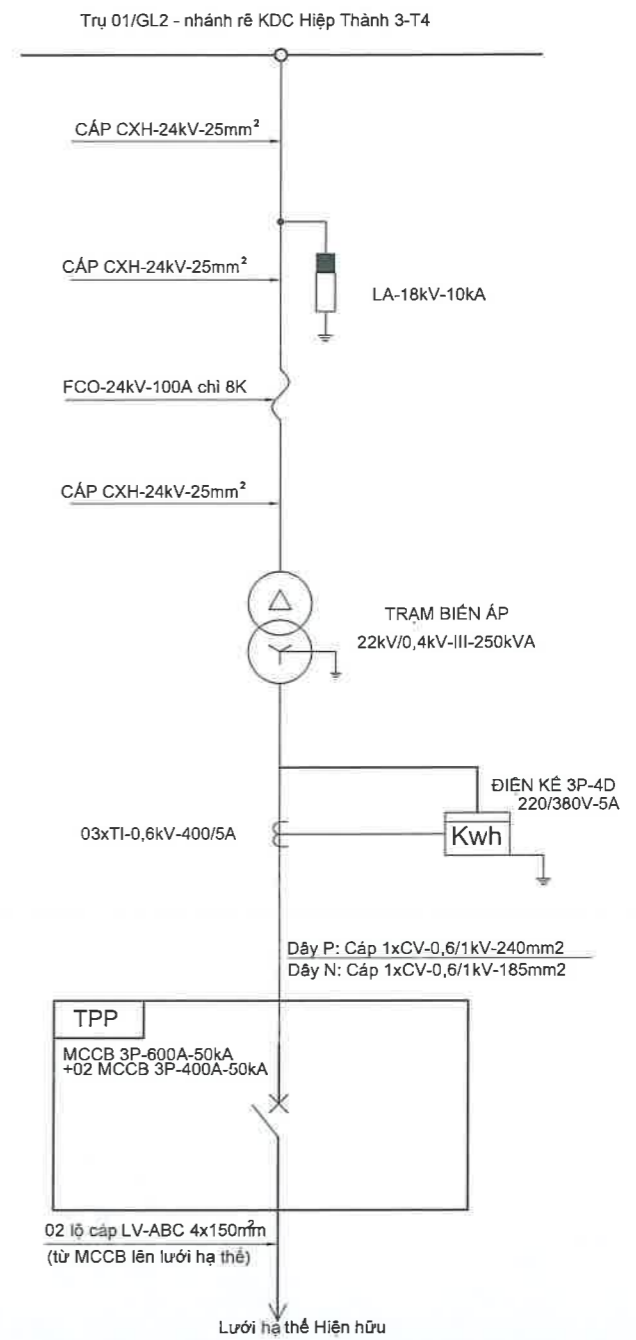 Trụ 01/GL2 - nhánh rẽ KDC Hiệp Thành 3-T4
CÁP CXH-24kV-25mm²
CÁP CXH-24kV-25mm²
LA-18kV-10kA
FCO-24kV-100A chì 8K
CÁP CXH-24kV-25mm²
TRẠM BIẾN ÁP
22kV/0,4kV-III-250kVA
ĐIỆN KẾ 3P-4D
220/380V-5A
03xTI-0,6kV-400/5A
Kwh
Dây P: Cáp 1xCV-0,6/1kV-240mm2
Dây N: Cáp 1xCV-0,6/1kV-185mm2
TPP
MCCB 3P-600A-50kA
+02 MCCB 3P-400A-50kA
02 lộ cáp LV-ABC 4x150mm²
(từ MCCB lên lưới hạ thế)
Lưới hạ thế Hiện hữu